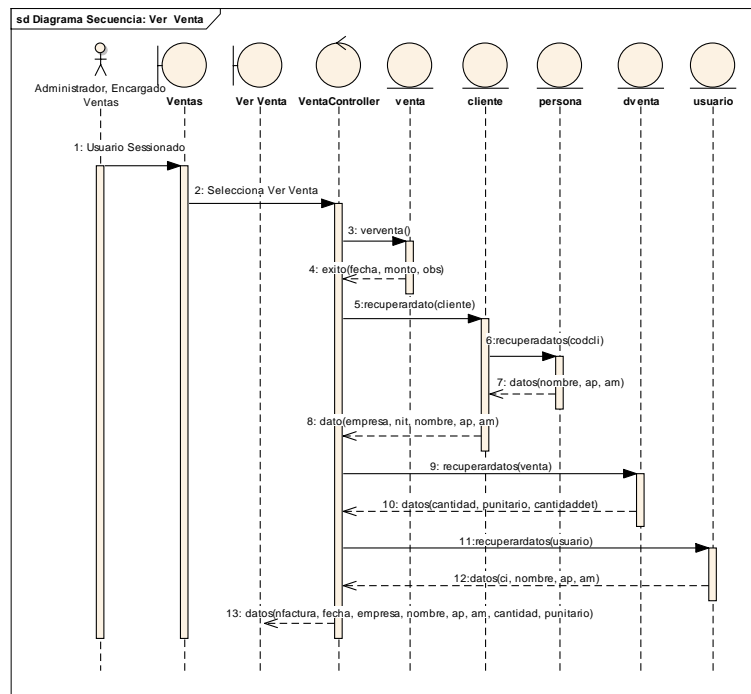 sd Diagrama Secuencia: Ver Venta
Administrador, Encargado
Ventas
Ventas
Ver Venta
VentaController
venta
cliente
persona
dventa
usuario
1: Usuario Sessionado
2: Selecciona Ver Venta
3: verventa()
4: exito(fecha, monto, obs)
5:recuperardato(cliente)
6:recuperadatos(codcli)
7: datos(nombre, ap, am)
8: dato(empresa, nit, nombre, ap, am)
9: recuperardatos(venta)
10: datos(cantidad, punitario, cantidaddet)
11:recuperardatos(usuario)
12:datos(ci, nombre, ap, am)
13: datos(nfactura, fecha, empresa, nombre, ap, am, cantidad, punitario)